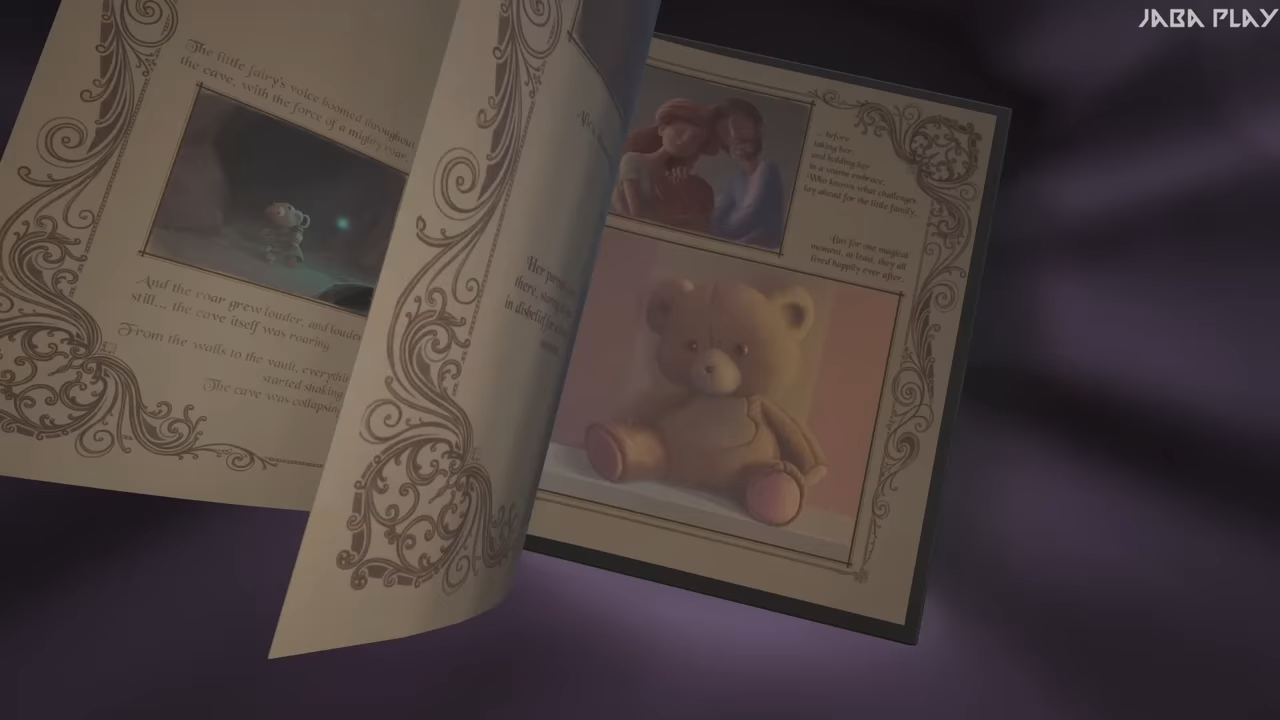 JABA PLAY
The little fairy's voice boomed throughout
the cave, with the force of a mighty roar.
And the roar grew louder, and louder
still... the cave itself was roaring.
From the walls to the vault, everythin
started shaking
The cave was collapsin
Her
there,
in disbelief
... before
taking her
and holding her
in a warm embrace.
Who knows what challenges
lay ahead for the little family.
But for one magical
moment, at least, they all
lived happily ever after.